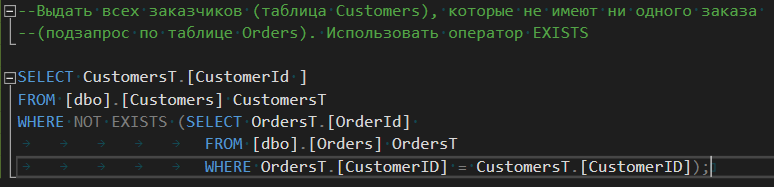 --Выдать всех заказчиков (таблица Customers), которые не имеют ни одного заказа
--(подзапрос по таблице Orders). Использовать оператор EXISTS
SELECT CustomersT.[CustomerId ]
FROM [dbo].[Customers] CustomersT
WHERE NOT EXISTS (SELECT OrdersT.[OrderId]
FROM [dbo].[Orders] OrdersT
WHERE OrdersT.[CustomerID] = CustomersT.[CustomerID]);